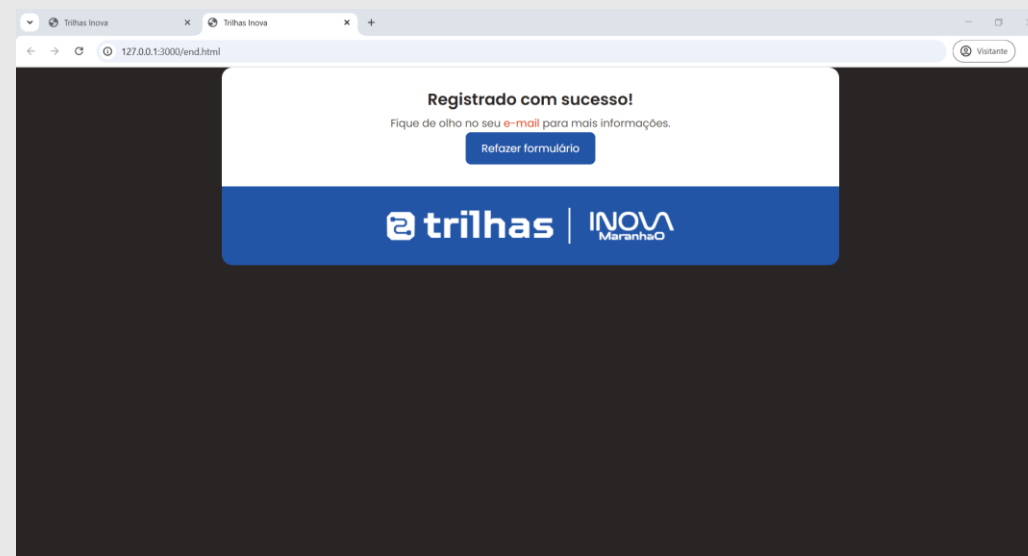 Trilhas Inova
Trilhas Inova
127.0.0.1:3000/end.html
Visitante
Registrado com sucesso!
Fique de olho no seu e-mail para mais informações.
Refazer formulário
trilhas
INOVA
MaranhaO